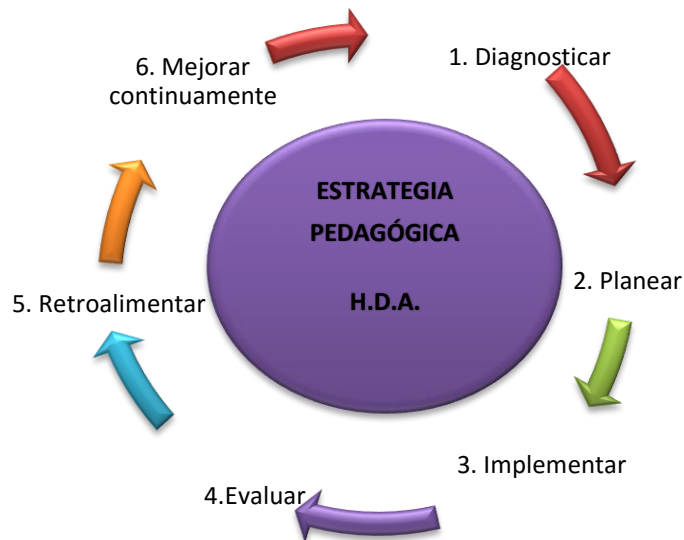 ESTRATEGIA
PEDAGÓGICA
H.D.A.
1. Diagnosticar
2. Planear
3. Implementar
4.Evaluar
5. Retroalimentar
6. Mejorar
continuamente